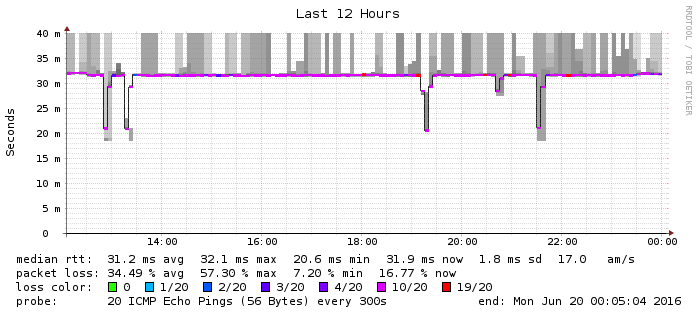 Last 12 Hours
RRDTOOL / TOBI OETIKER
Seconds
40 m
35 m
30 m
25 m
20 m
15 m
10 m
5 m
0
14:00 16:00 18:00 20:00 22:00 00:00
median rtt: 31.2 ms avg 32.1 ms max 20.6 ms min 31.9 ms now 1.8 ms sd 17.0 am/s
packet loss: 34.49 % avg 57.30 % max 7.20 % min 16.77 % now
loss color: 0 1/20 2/20 3/20 4/20 10/20 19/20
probe: 20 ICMP Echo Pings (56 Bytes) every 300s end: Mon Jun 20 00:05:04 2016